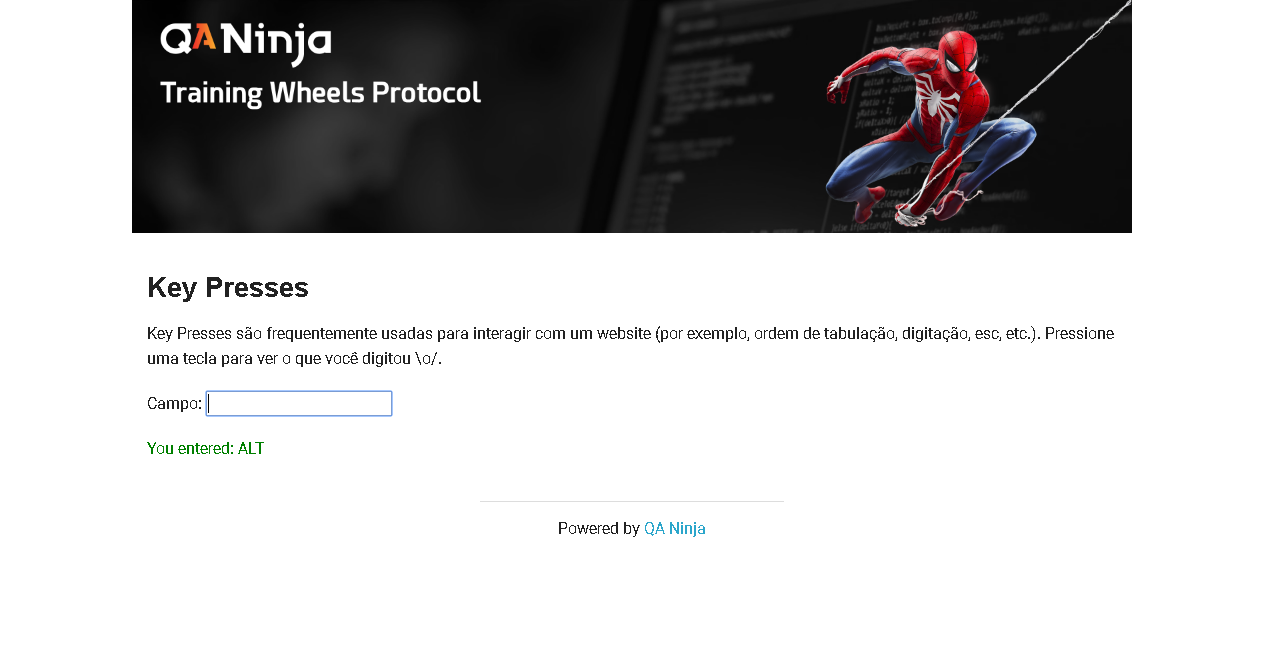 QANinja
Training Wheels Protocol
Key Presses
Key Presses são frequentemente usadas para interagir com um website (por exemplo, ordem de tabulação, digitação, esc, etc.). Pressione
uma tecla para ver o que você digitou \o/.
Campo:
You entered: ALT
Powered by QA Ninja